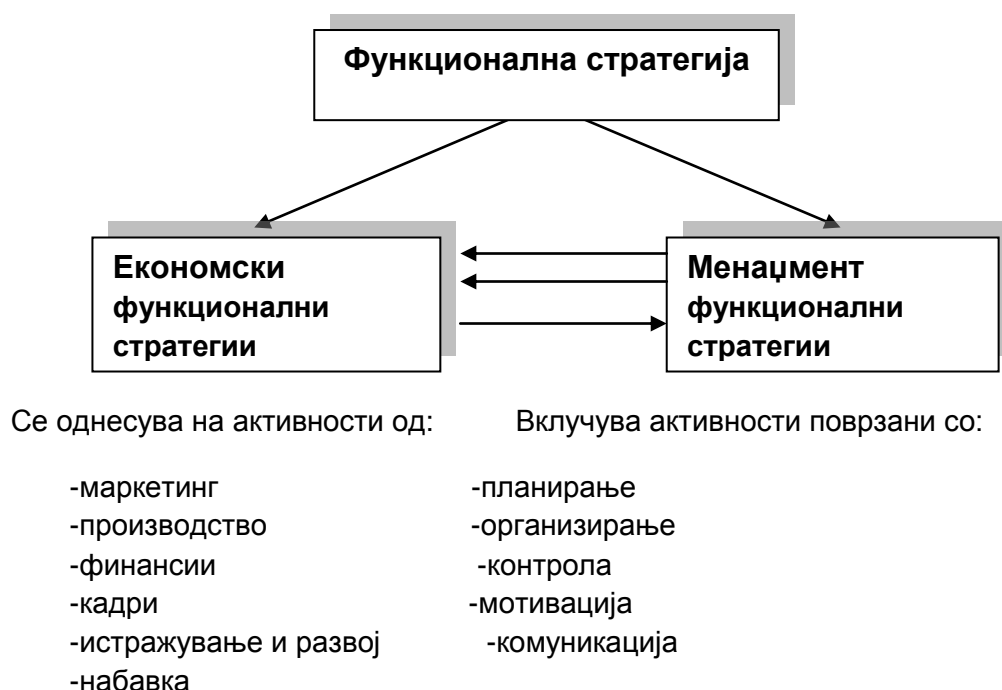 Функционална стратегија
Економски
функционални
стратегии
Менаџмент
функционални
стратегии
Се однесува на активности од:
-маркетинг
-производство
-финансии
-кадри
-истражување и развој
-набавка
Вклучува активности поврзани со:
-планирање
-организирање
-контрола
-мотивација
-комуникација